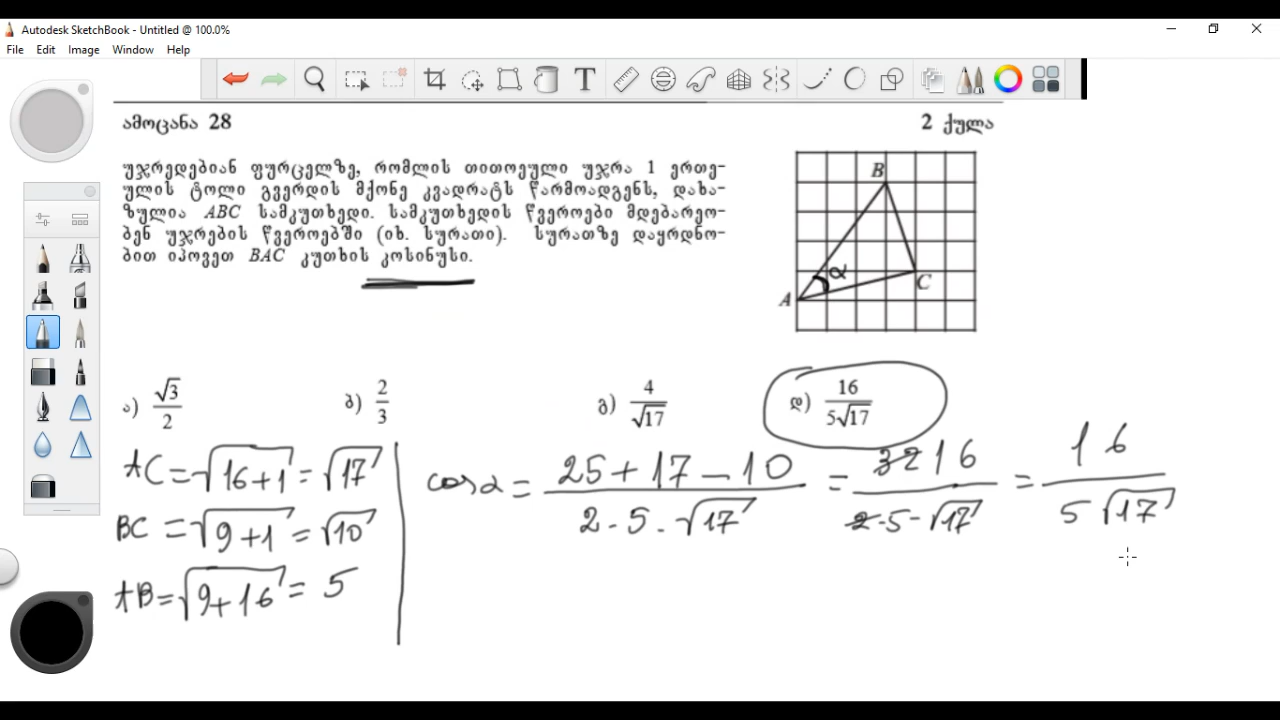 Autodesk SketchBook - Untitled @ 100.0%
File Edit Image Window Help
T
ამოცანა 28
2 ქულა
უჯრედებიან ფურცელზე, რომლის თითოეული უჯრა 1 ერთე-
ულის ტოლი გვერდის მქონე კვადრატს წარმოადგენს, დახა-
ზულია ABC სამკუთხედი. სამკუთხედის წვეროები მდებარეო-
ბენ უჯრების წვეროებში (იხ. სურათი). სურათზე დაყრდნო-
ბით იპოვეთ BAC კუთხის კოსინუსი.
B
α
C
A
ა) √3/2
ბ) 2/3
გ) 4/√17
დ) 16/5√17
AC = √16+1 = √17
BC = √9+1 = √10
AB = √9+16 = 5
cosα = 25+17-10 / 2·5·√17 = 32 16 / 2·5·√17 = 16 / 5√17